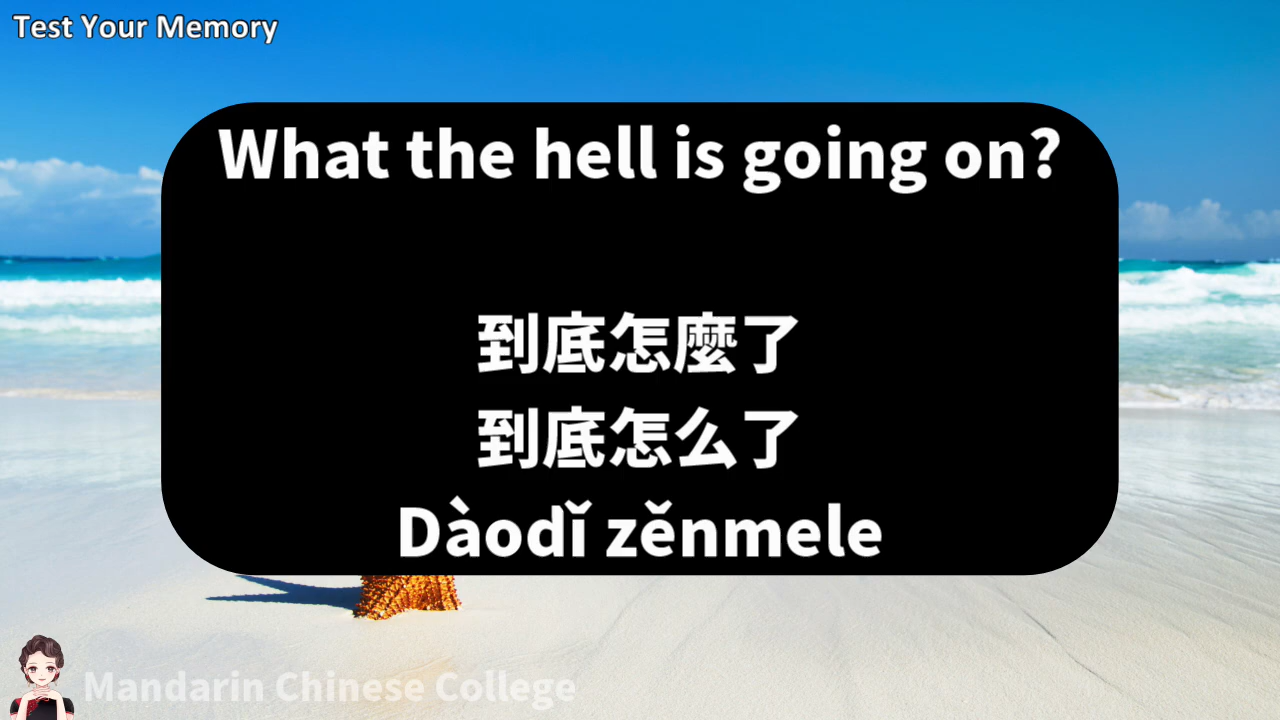 Test Your Memory
What the hell is going on?
到底怎麼了
到底怎么了
Dàodǐ zěnmele
Mandarin Chinese College